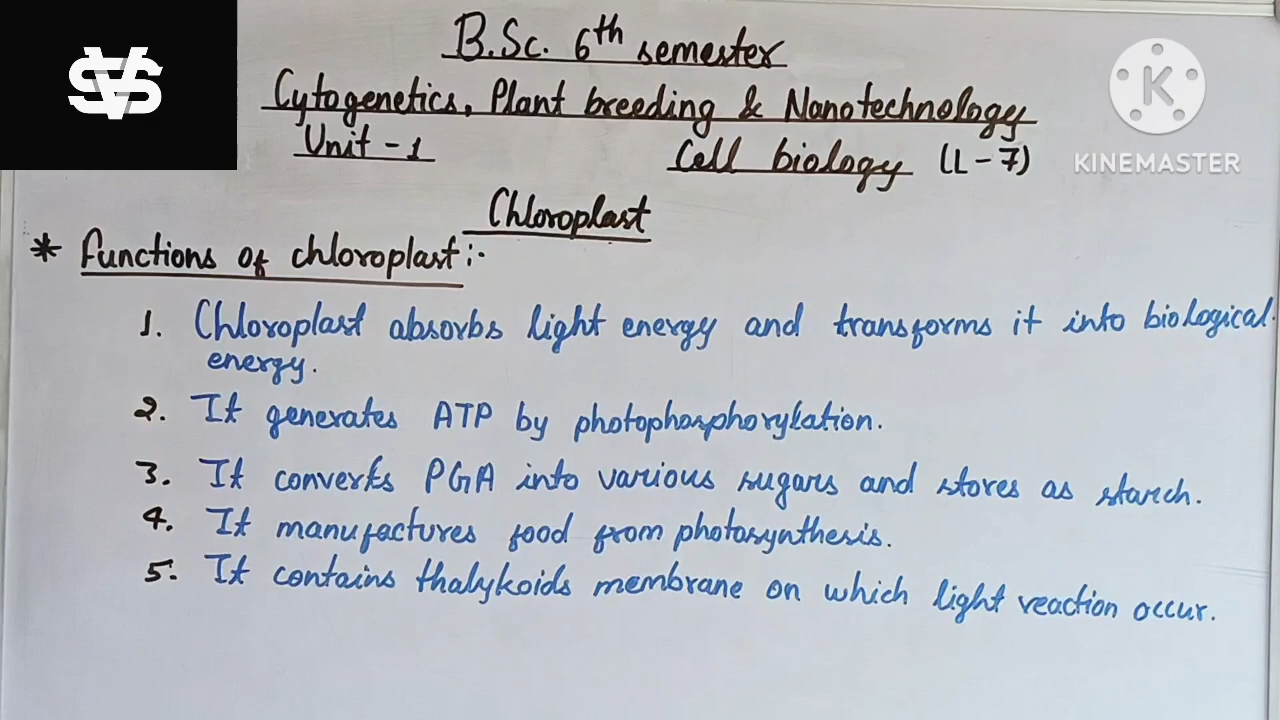 B.Sc. 6th semester
Cytogenetics, Plant breeding & Nanotechnology
Unit - 1 Cell biology (L-7)
Chloroplast
* Functions of chloroplast :-
1. Chloroplast absorbs light energy and transforms it into biological
energy.
2. It generates ATP by photophosphorylation.
3. It converts PGA into various sugars and stores as starch.
4. It manufactures food from photosynthesis.
5. It contains thalykoids membrane on which light reaction occur.
K
KINEMASTER